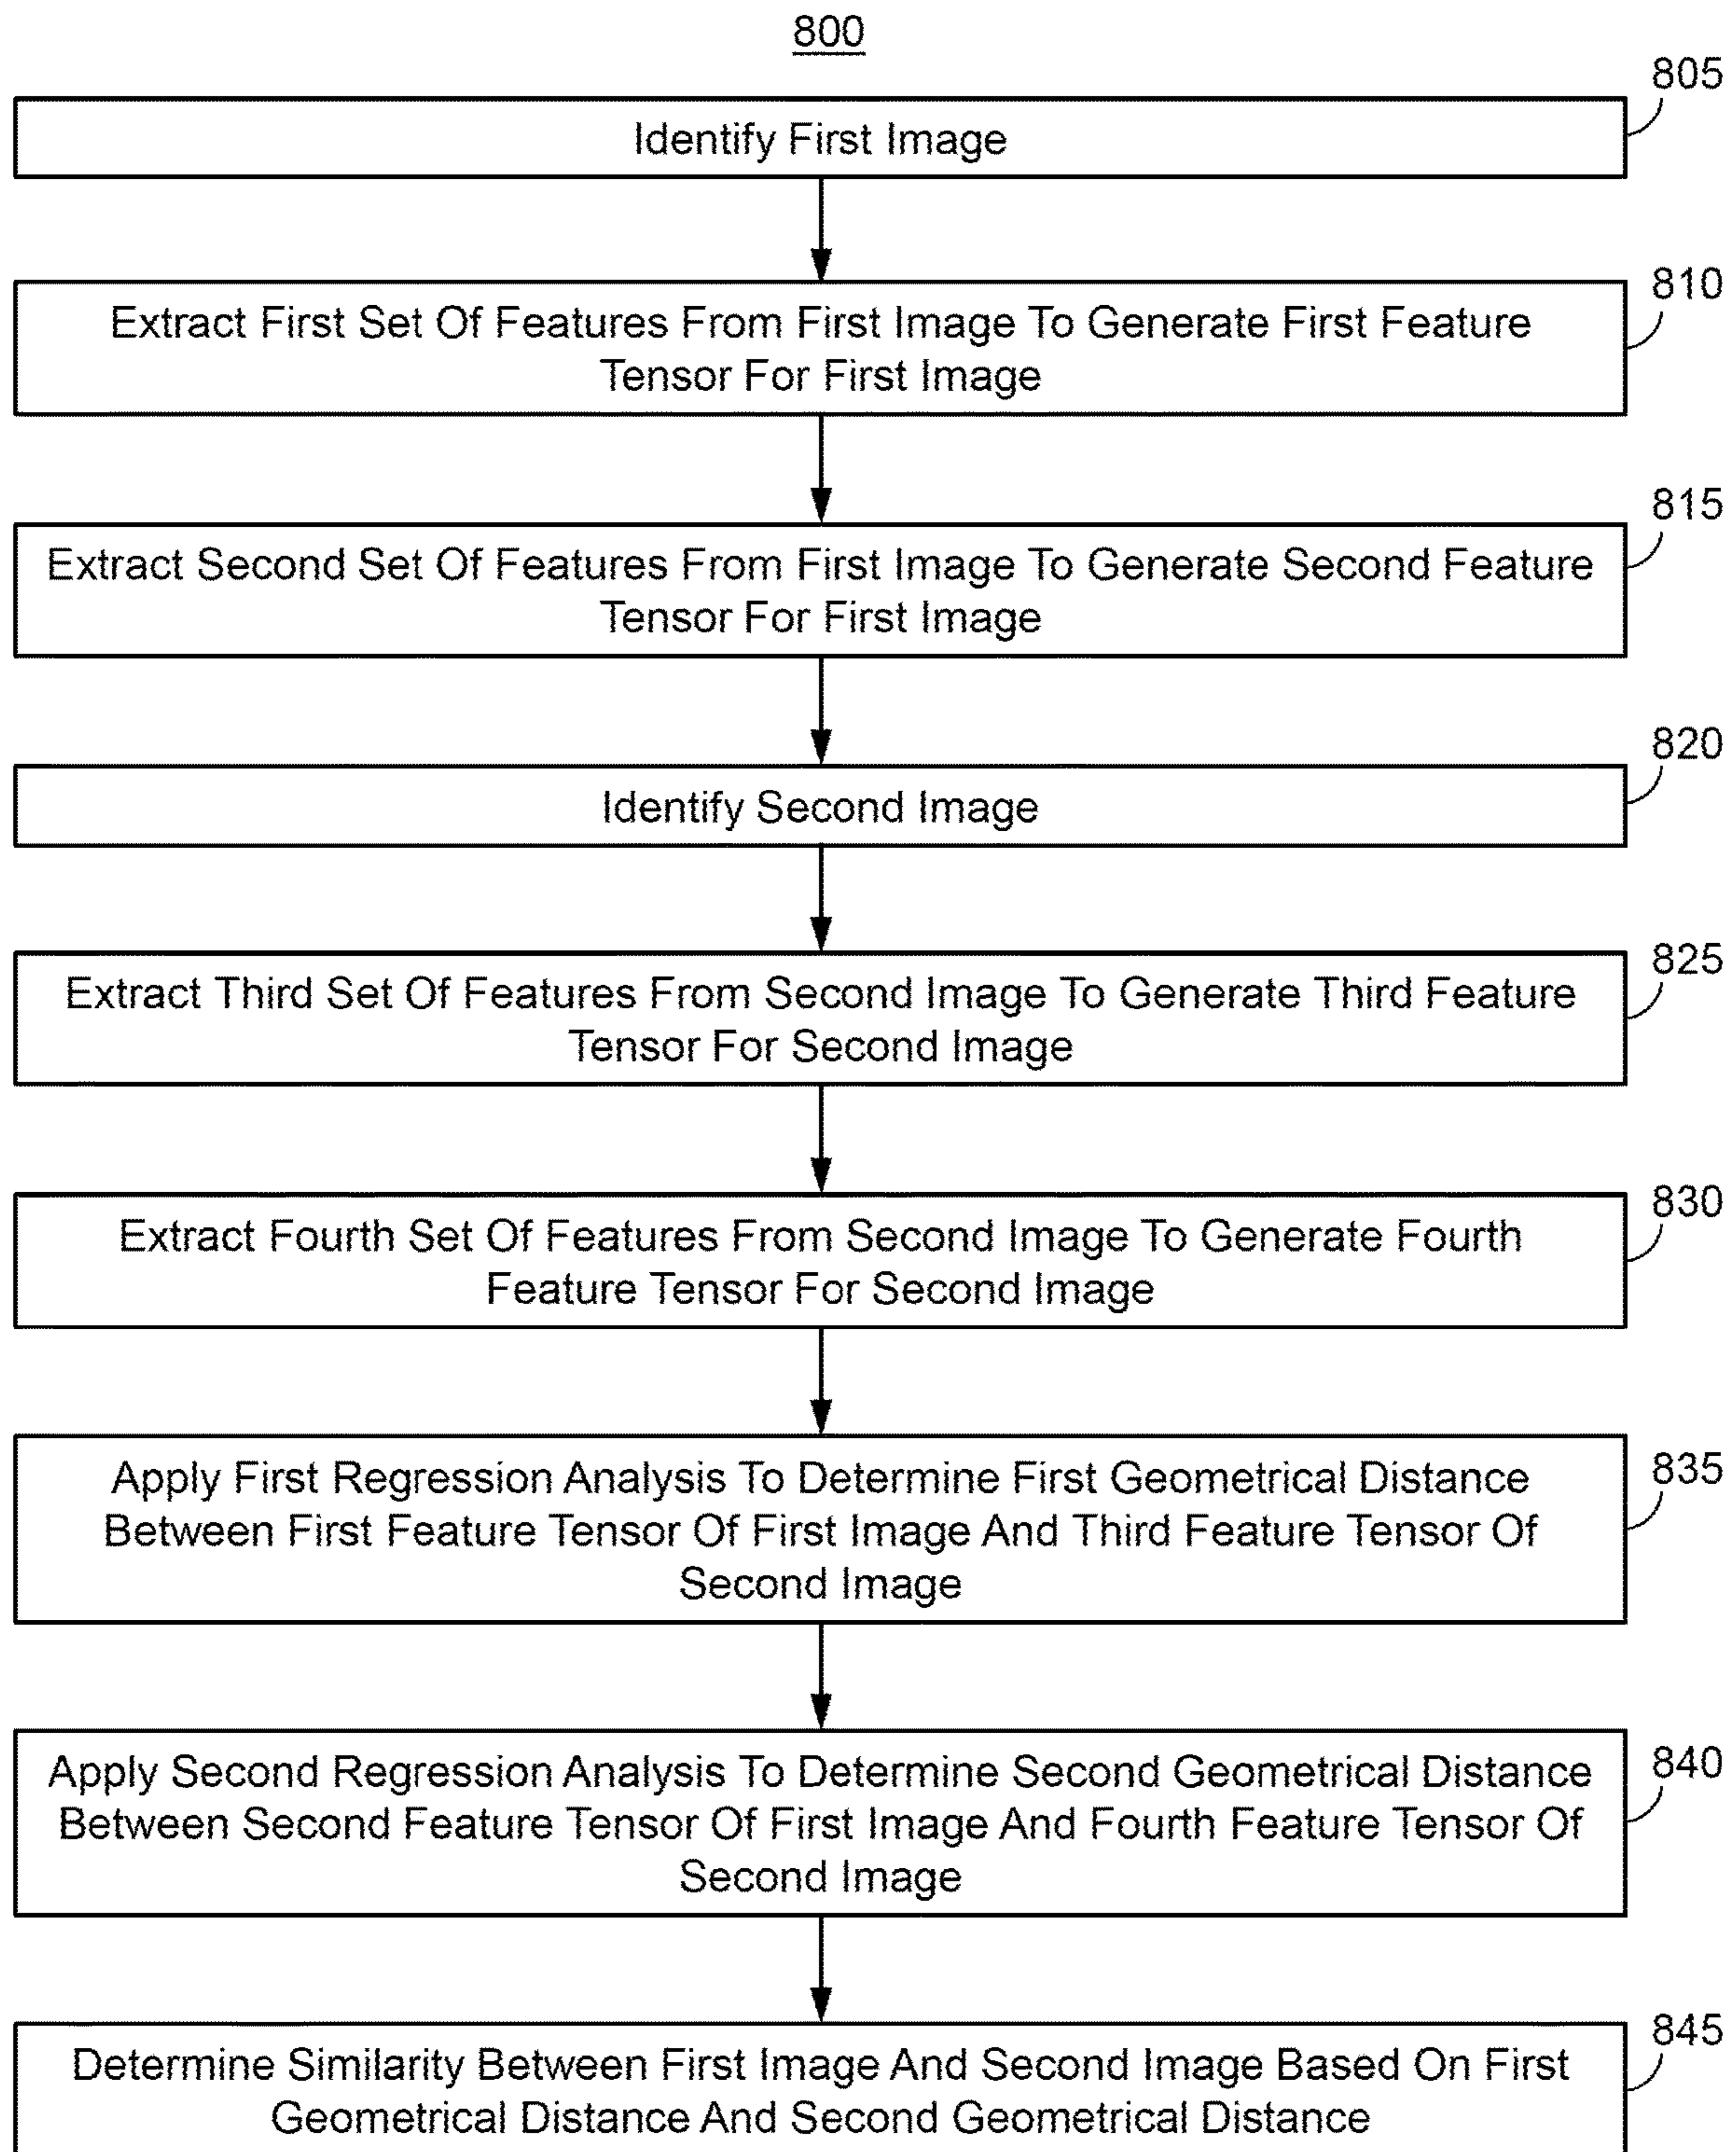 800
805
Identify First Image
810
Extract First Set Of Features From First Image To Generate First Feature
Tensor For First Image
815
Extract Second Set Of Features From First Image To Generate Second Feature
Tensor For First Image
820
Identify Second Image
825
Extract Third Set Of Features From Second Image To Generate Third Feature
Tensor For Second Image
830
Extract Fourth Set Of Features From Second Image To Generate Fourth
Feature Tensor For Second Image
835
Apply First Regression Analysis To Determine First Geometrical Distance
Between First Feature Tensor Of First Image And Third Feature Tensor Of
Second Image
840
Apply Second Regression Analysis To Determine Second Geometrical Distance
Between Second Feature Tensor Of First Image And Fourth Feature Tensor Of
Second Image
845
Determine Similarity Between First Image And Second Image Based On First
Geometrical Distance And Second Geometrical Distance